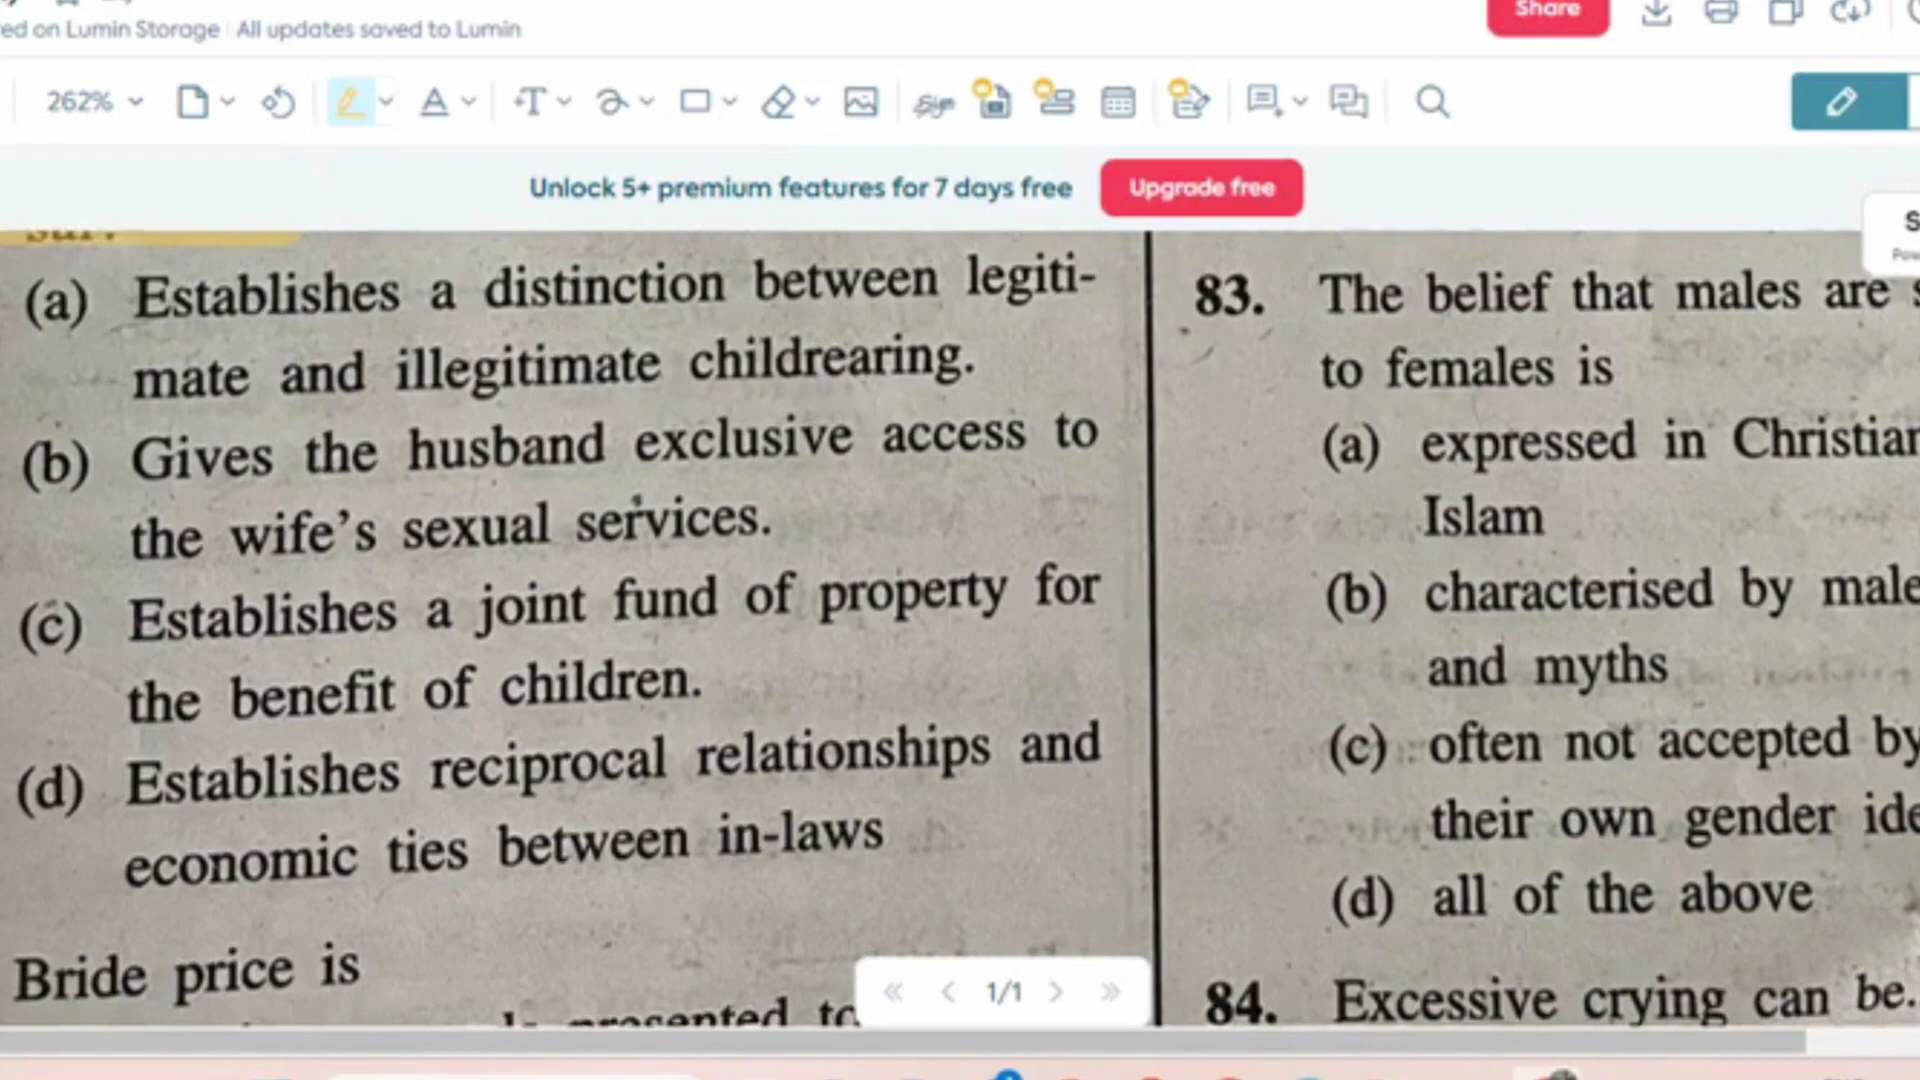 ed on Lumin Storage All updates saved to Lumin
Share
262%
Sign
Unlock 5+ premium features for 7 days free
Upgrade free
(a) Establishes a distinction between legiti-
mate and illegitimate childrearing.
(b) Gives the husband exclusive access to
the wife's sexual services.
(c) Establishes a joint fund of property for
the benefit of children.
(d) Establishes reciprocal relationships and
economic ties between in-laws
Bride price is
presented to
1/1
83. The belief that males are s
to females is
(a) expressed in Christian
Islam
(b) characterised by male
and myths
(c) often not accepted by
their own gender ide
(d) all of the above
84. Excessive crying can be.